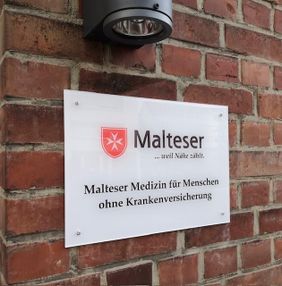 Malteser
... weil Nähe zählt.
Malteser Medizin für Menschen
ohne Krankenversicherung